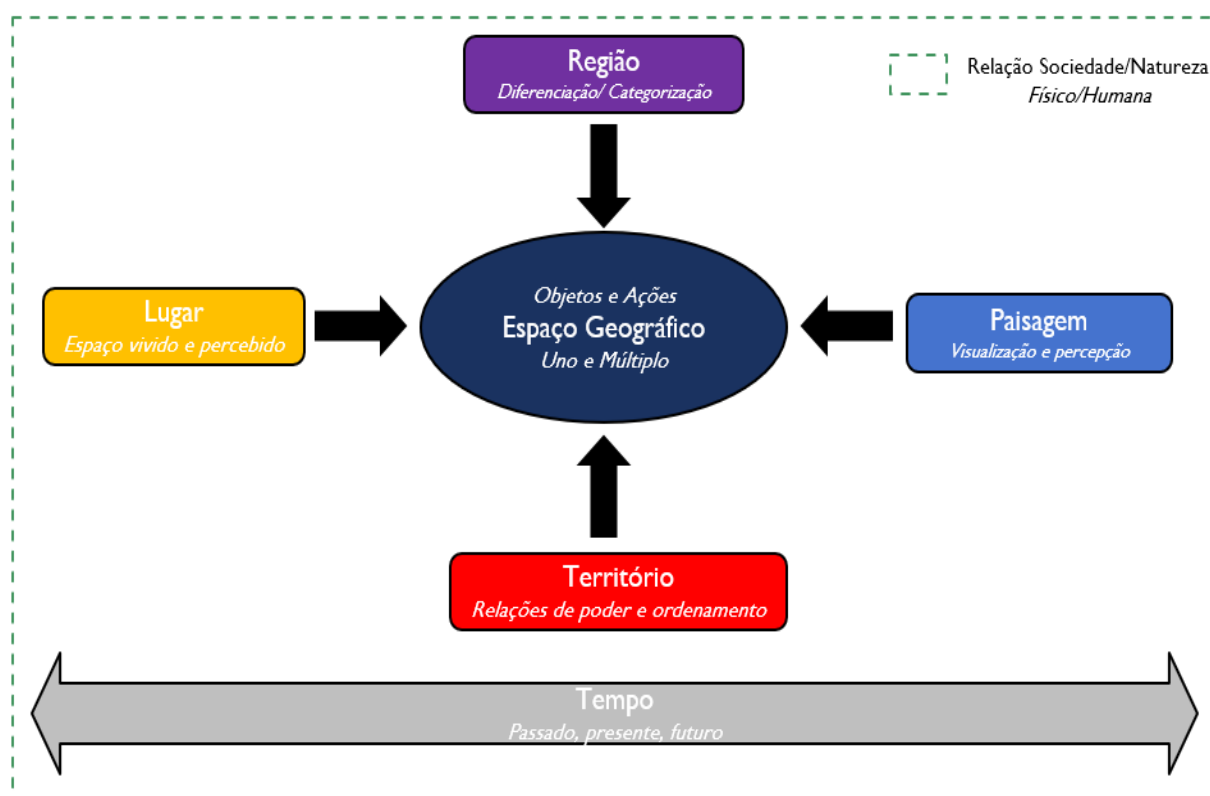 Região
Diferenciação/ Categorização
Relação Sociedade/Natureza
Físico/Humana
Lugar
Espaço vivido e percebido
Objetos e Ações
Espaço Geográfico
Uno e Múltiplo
Paisagem
Visualização e percepção
Território
Relações de poder e ordenamento
Tempo
Passado, presente, futuro